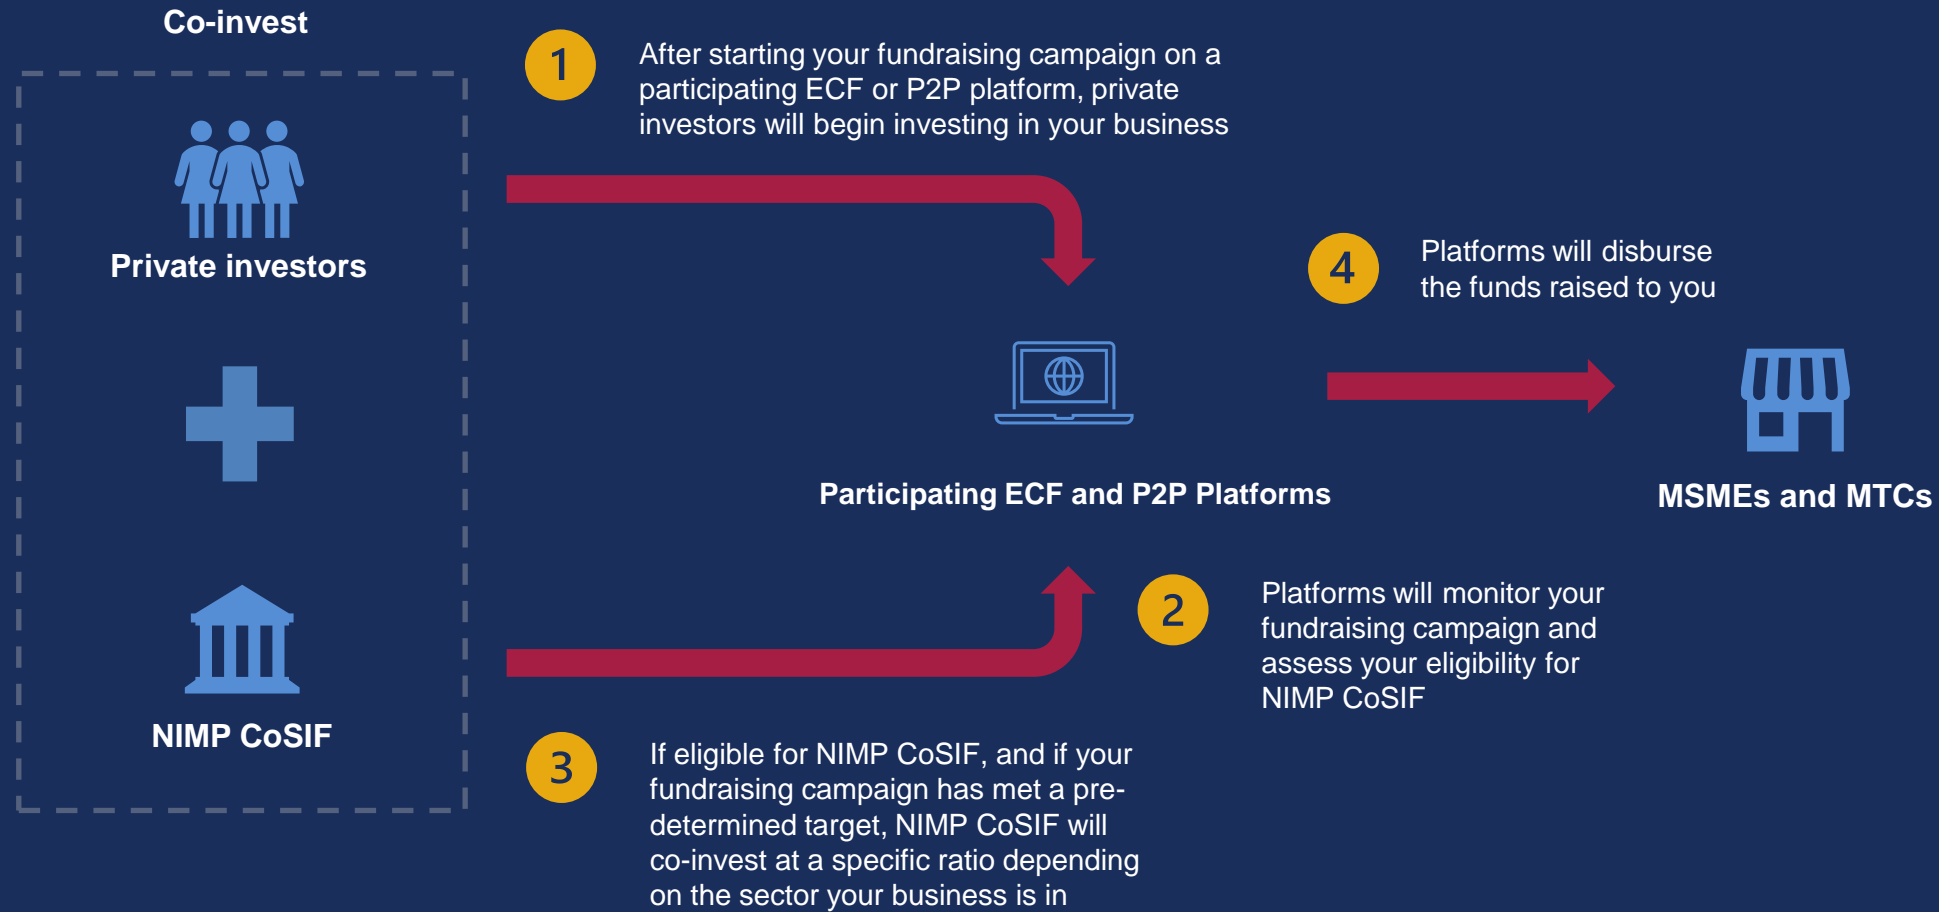 Co-invest
Private investors
NIMP CoSIF
1
After starting your fundraising campaign on a
participating ECF or P2P platform, private
investors will begin investing in your business
Participating ECF and P2P Platforms
2
Platforms will monitor your
fundraising campaign and
assess your eligibility for
NIMP CoSIF
3
If eligible for NIMP CoSIF, and if your
fundraising campaign has met a pre-
determined target, NIMP CoSIF will
co-invest at a specific ratio depending
on the sector your business is in
4
Platforms will disburse
the funds raised to you
MSMEs and MTCs